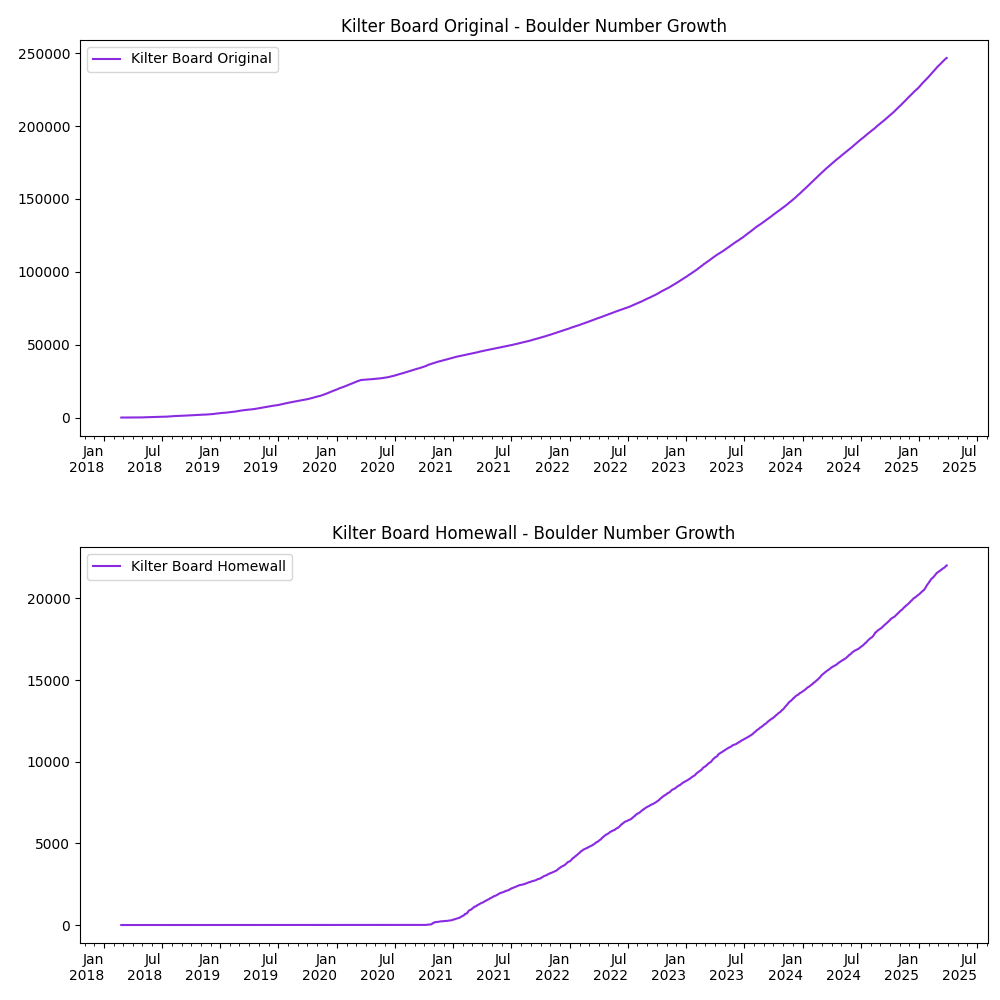 Kilter Board Original - Boulder Number Growth
Kilter Board Original
250000
200000
150000
100000
50000
0
Jan Jul Jan Jul Jan Jul Jan Jul Jan Jul Jan Jul Jan Jul Jan Jul
2018 2018 2019 2019 2020 2020 2021 2021 2022 2022 2023 2023 2024 2024 2025 2025
Kilter Board Homewall - Boulder Number Growth
Kilter Board Homewall
20000
15000
10000
5000
0
Jan Jul Jan Jul Jan Jul Jan Jul Jan Jul Jan Jul Jan Jul Jan Jul
2018 2018 2019 2019 2020 2020 2021 2021 2022 2022 2023 2023 2024 2024 2025 2025